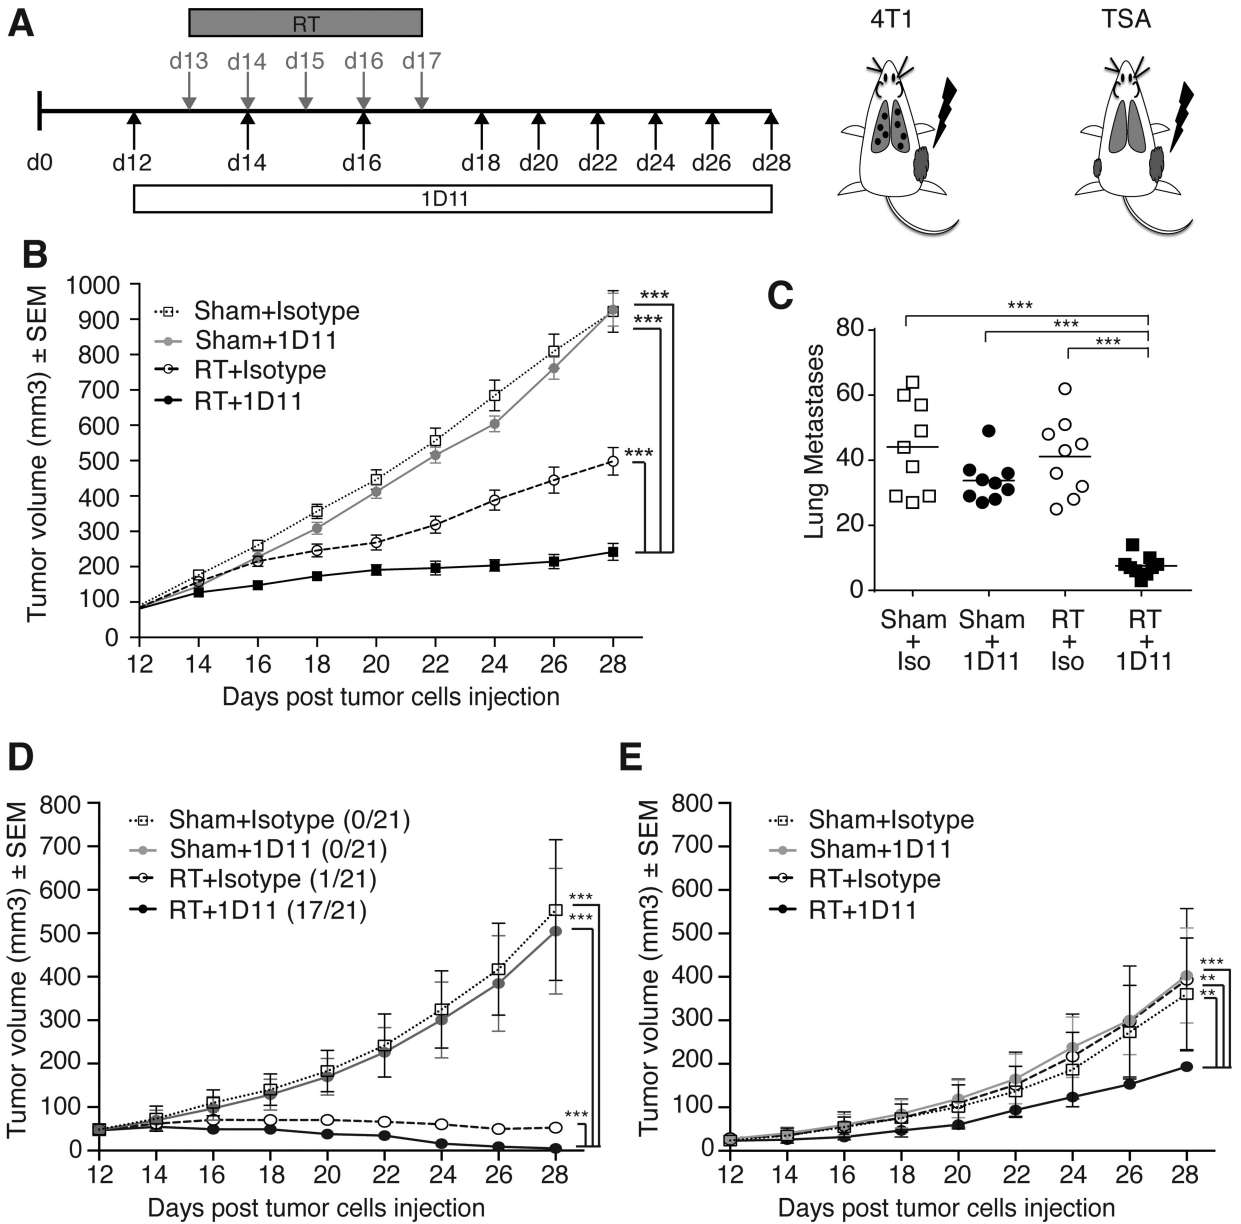 A
RT
d13 d14 d15 d16 d17
d0 d12 d14 d16 d18 d20 d22 d24 d26 d28
1D11
4T1
TSA
B
Tumor volume (mm3) ± SEM
1000
900
800
700
600
500
400
300
200
100
0
Sham+Isotype
Sham+1D11
RT+Isotype
RT+1D11
***
***
***
12 14 16 18 20 22 24 26 28
Days post tumor cells injection
C
Lung Metastases
80
60
40
20
0
***
***
***
Sham Sham RT RT
+ + + +
Iso 1D11 Iso 1D11
D
Tumor volume (mm3) ± SEM
800
700
600
500
400
300
200
100
0
Sham+Isotype (0/21)
Sham+1D11 (0/21)
RT+Isotype (1/21)
RT+1D11 (17/21)
***
***
***
12 14 16 18 20 22 24 26 28
Days post tumor cells injection
E
Tumor volume (mm3) ± SEM
800
700
600
500
400
300
200
100
0
Sham+Isotype
Sham+1D11
RT+Isotype
RT+1D11
***
**
**
12 14 16 18 20 22 24 26 28
Days post tumor cells injection